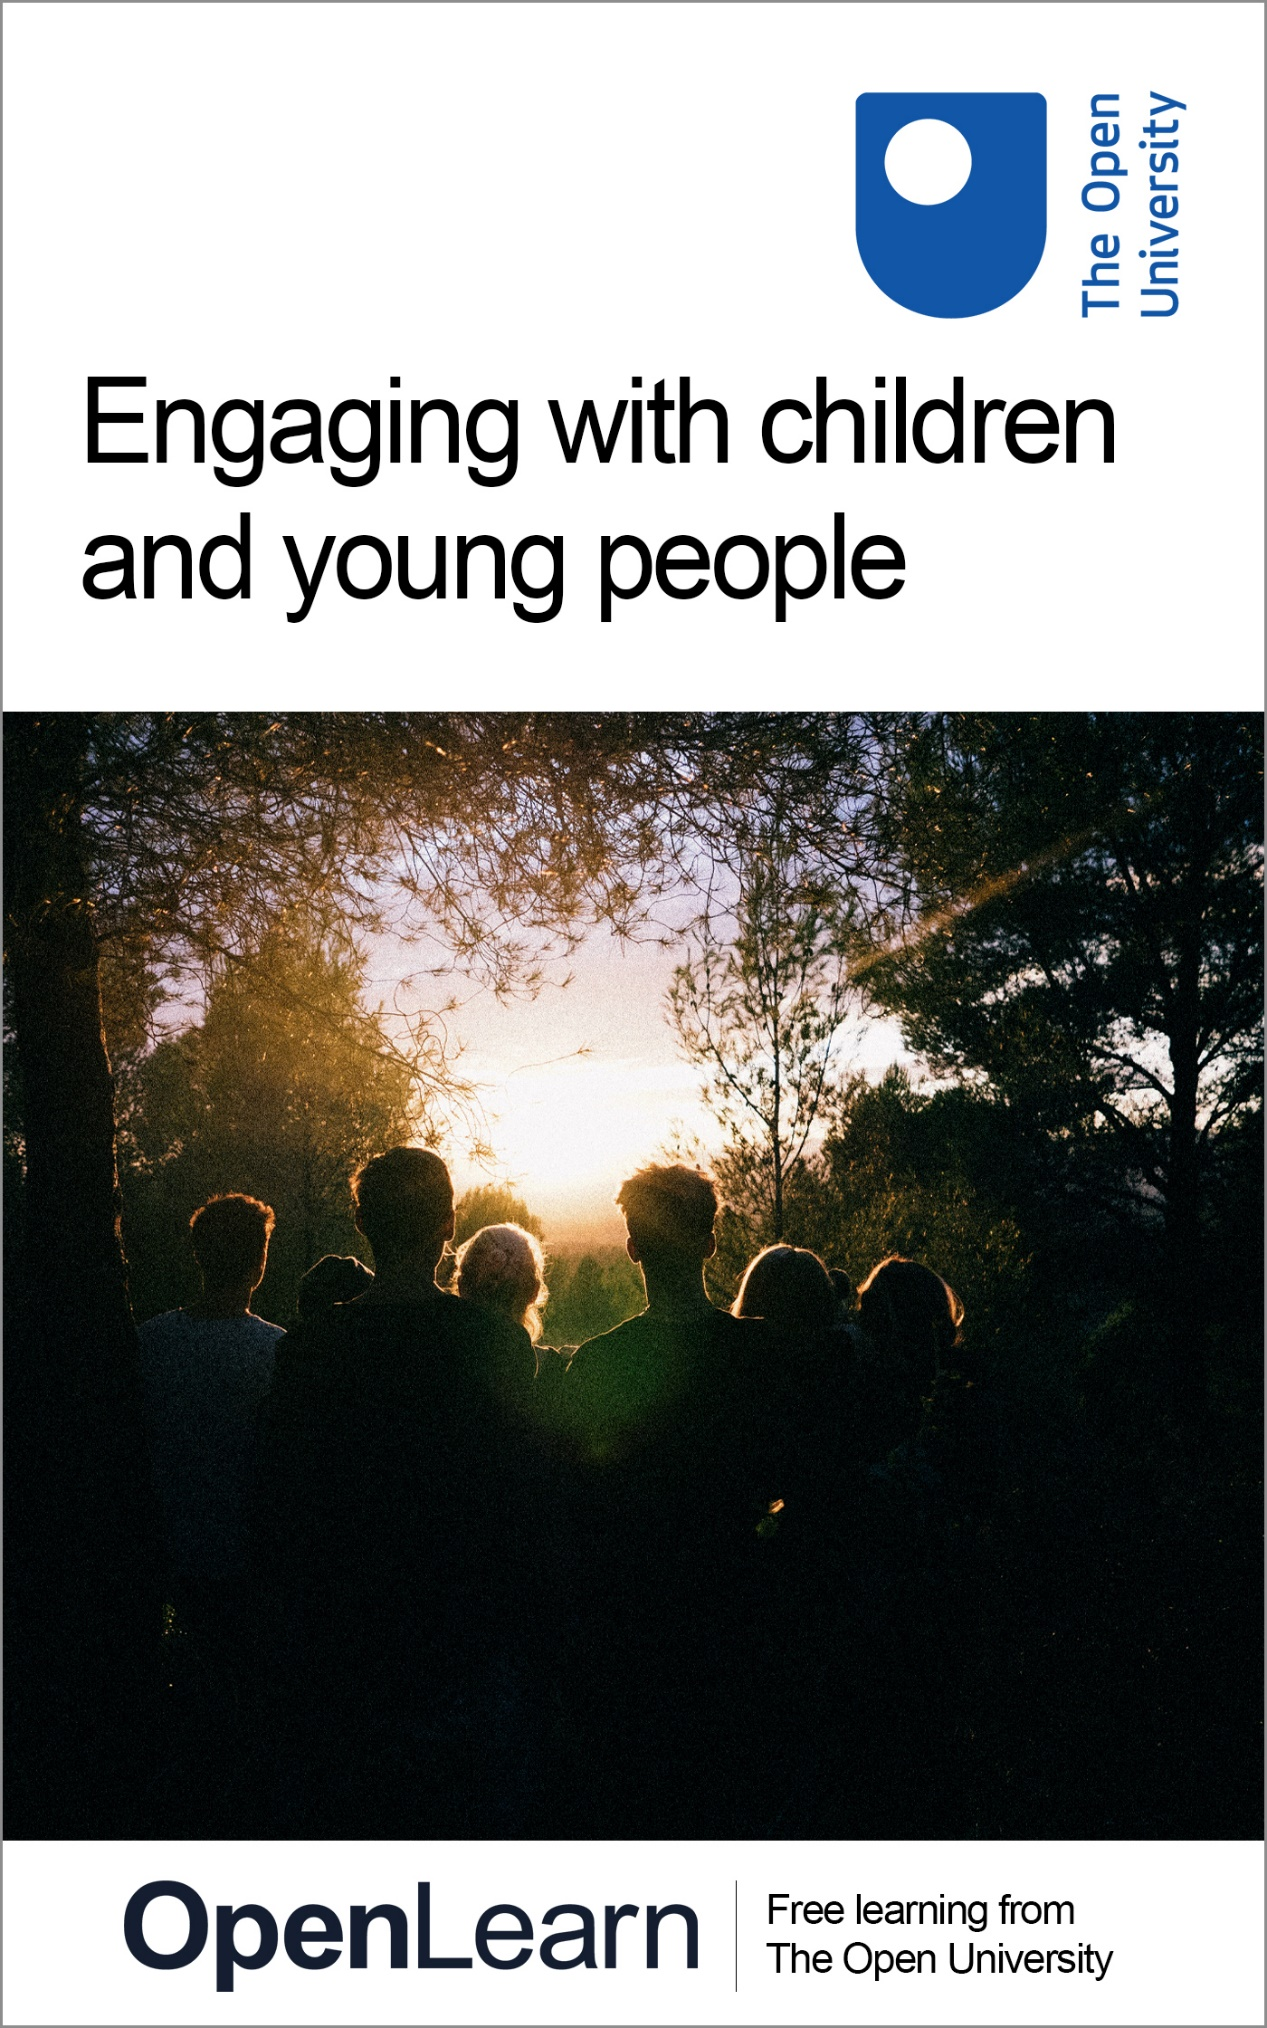 The Open
University
Engaging with children
and young people
OpenLearn
Free learning from
The Open University